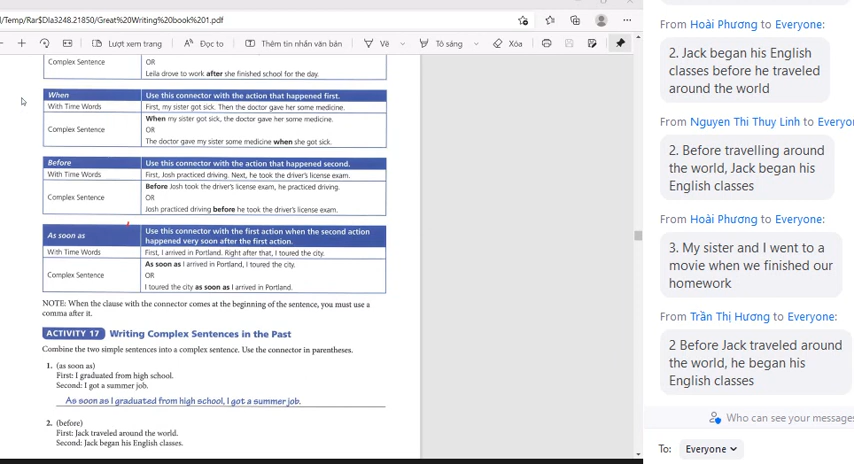 /Temp/Rar$DIa3248.21850/Great%20Writing%20book%201.pdf
Lượt xem trang
Đọc to
Thêm tin nhắn văn bản
Vẽ
Tô sáng
Xóa
Complex Sentence
OR
Leila drove to work after she finished school for the day.
When
Use this connector with the action that happened first.
With Time Words
First, my sister got sick. Then the doctor gave her some medicine.
Complex Sentence
When my sister got sick, the doctor gave her some medicine.
OR
The doctor gave my sister some medicine when she got sick.
Before
Use this connector with the action that happened second.
With Time Words
First, Josh practiced driving. Next, he took the driver's license exam.
Complex Sentence
Before Josh took the driver's license exam, he practiced driving.
OR
Josh practiced driving before he took the driver's license exam.
As soon as
Use this connector with the first action when the second action
happened very soon after the first action.
With Time Words
First, I arrived in Portland. Right after that, I toured the city.
Complex Sentence
As soon as I arrived in Portland, I toured the city.
OR
I toured the city as soon as I arrived in Portland.
NOTE: When the clause with the connector comes at the beginning of the sentence, you must use a
comma after it.
ACTIVITY 17 Writing Complex Sentences in the Past
Combine the two simple sentences into a complex sentence. Use the connector in parentheses.
1. (as soon as)
First: I graduated from high school.
Second: I got a summer job.
As soon as I graduated from high school, I got a summer job.
2. (before)
First: Jack traveled around the world.
Second: Jack began his English classes.
From Hoài Phương to Everyone:
2. Jack began his English
classes before he traveled
around the world
From Nguyen Thi Thuy Linh to Everyo
2. Before travelling around
the world, Jack began his
English classes
From Hoài Phương to Everyone:
3. My sister and I went to a
movie when we finished our
homework
From Trần Thị Hương to Everyone:
2 Before Jack traveled around
the world, he began his
English classes
Who can see your messages
To: Everyone